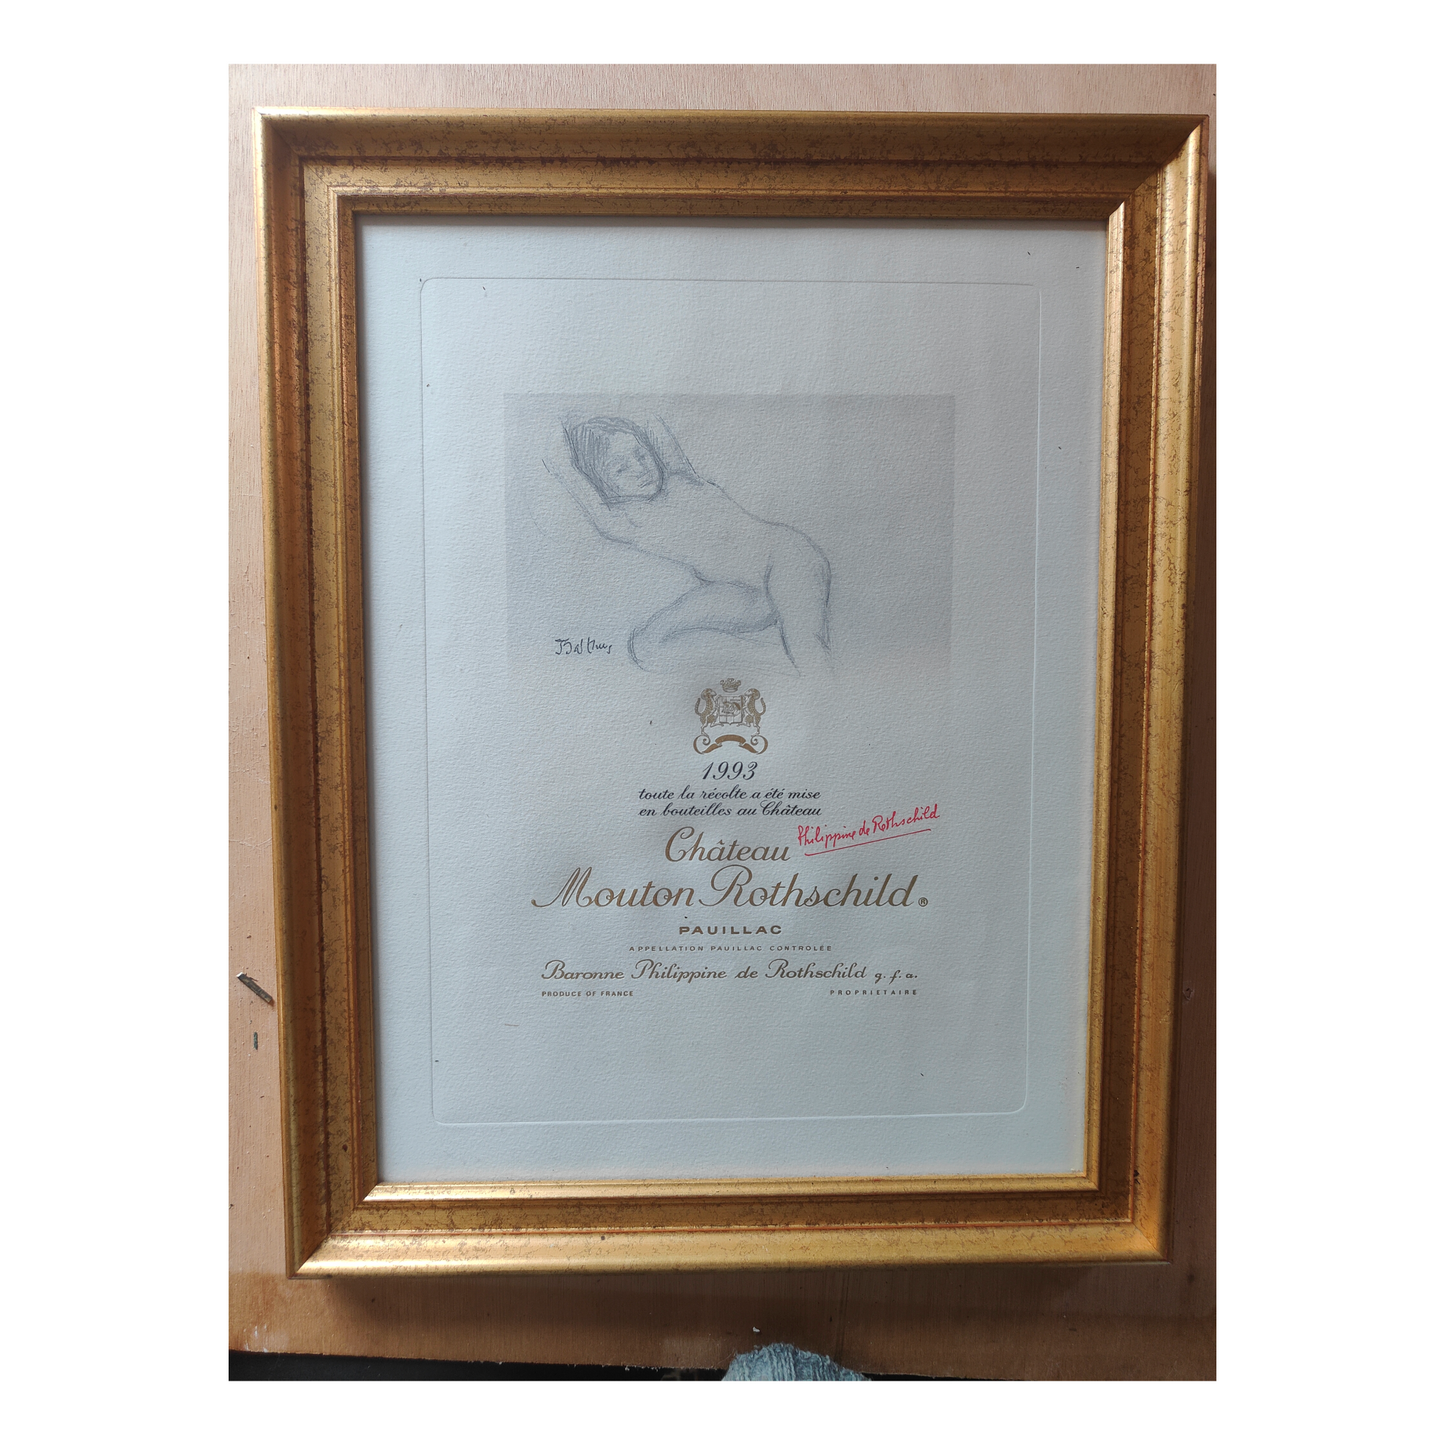 Balthus
1993
toute la récolte a été mise
en bouteilles au Château
Philippine de Rothschild
Château
Mouton Rothschild®
PAUILLAC
APPELLATION PAUILLAC CONTROLÉE
Baronne Philippine de Rothschild g.f.a.
PRODUCE OF FRANCE PROPRIÉTAIRE